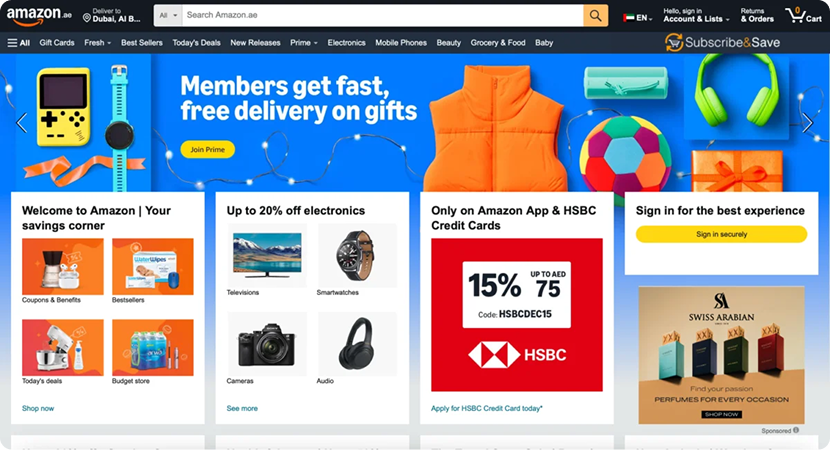 amazon.ae
Deliver to
Dubai, Al B...
All
Search Amazon.ae
EN
Hello, sign in
Account & Lists
Returns
& Orders
0
Cart
All
Gift Cards
Fresh
Best Sellers
Today's Deals
New Releases
Prime
Electronics
Mobile Phones
Beauty
Grocery & Food
Baby
Subscribe&Save
Members get fast,
free delivery on gifts
Join Prime
Welcome to Amazon | Your
savings corner
WaterWipes
Coupons & Benefits
Bestsellers
Today's deals
Budget store
Shop now
Up to 20% off electronics
Televisions
Smartwatches
Cameras
Audio
See more
Only on Amazon App & HSBC
Credit Cards
15%
UP TO AED
75
Code: HSBCDEC15
HSBC
Apply for HSBC Credit Card today*
Sign in for the best experience
Sign in securely
SA
SWISS ARABIAN
Find your passion
PERFUMES FOR EVERY OCCASION
SHOP NOW
Sponsored